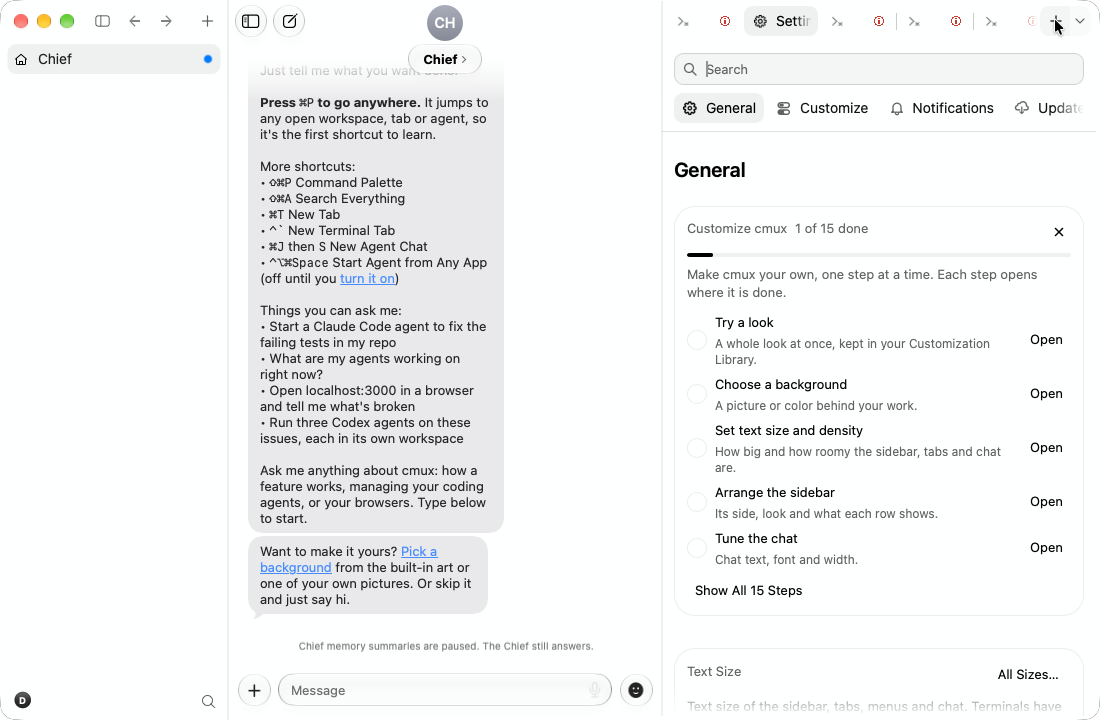 Chief
CH
Chief
Just tell me what you want done.
Press ⌘P to go anywhere. It jumps to
any open workspace, tab or agent, so
it's the first shortcut to learn.
More shortcuts:
• ⇧⌘P Command Palette
• ⇧⌘A Search Everything
• ⌘T New Tab
• ^` New Terminal Tab
• ⌘J then S New Agent Chat
• ^⌥⌘Space Start Agent from Any App
(off until you turn it on)
Things you can ask me:
• Start a Claude Code agent to fix the
failing tests in my repo
• What are my agents working on
right now?
• Open localhost:3000 in a browser
and tell me what's broken
• Run three Codex agents on these
issues, each in its own workspace
Ask me anything about cmux: how a
feature works, managing your coding
agents, or your browsers. Type below
to start.
Want to make it yours? Pick a
background from the built-in art or
one of your own pictures. Or skip it
and just say hi.
Chief memory summaries are paused. The Chief still answers.
Message
D
Settin
Search
General
Customize
Notifications
Update
General
Customize cmux 1 of 15 done
Make cmux your own, one step at a time. Each step opens
where it is done.
Try a look
A whole look at once, kept in your Customization
Library.
Open
Choose a background
A picture or color behind your work.
Open
Set text size and density
How big and how roomy the sidebar, tabs and chat
are.
Open
Arrange the sidebar
Its side, look and what each row shows.
Open
Tune the chat
Chat text, font and width.
Open
Show All 15 Steps
Text Size
All Sizes...
Text size of the sidebar, tabs, menus and chat. Terminals have